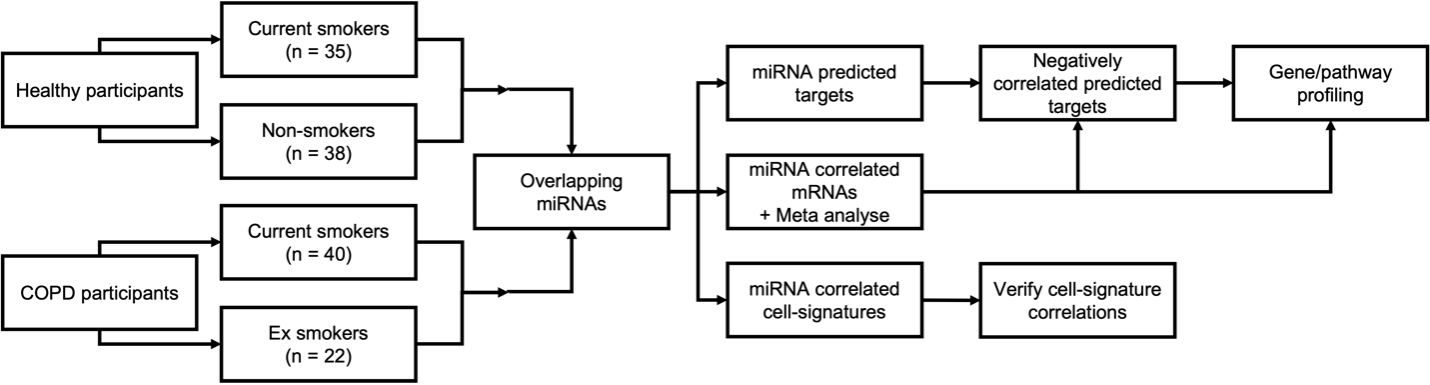 Healthy participants
Current smokers
(n = 35)
Non-smokers
(n = 38)
COPD participants
Current smokers
(n = 40)
Ex smokers
(n = 22)
Overlapping
miRNAs
miRNA predicted
targets
Negatively
correlated predicted
targets
Gene/pathway
profiling
miRNA correlated
mRNAs
+ Meta analyse
miRNA correlated
cell-signatures
Verify cell-signature
correlations